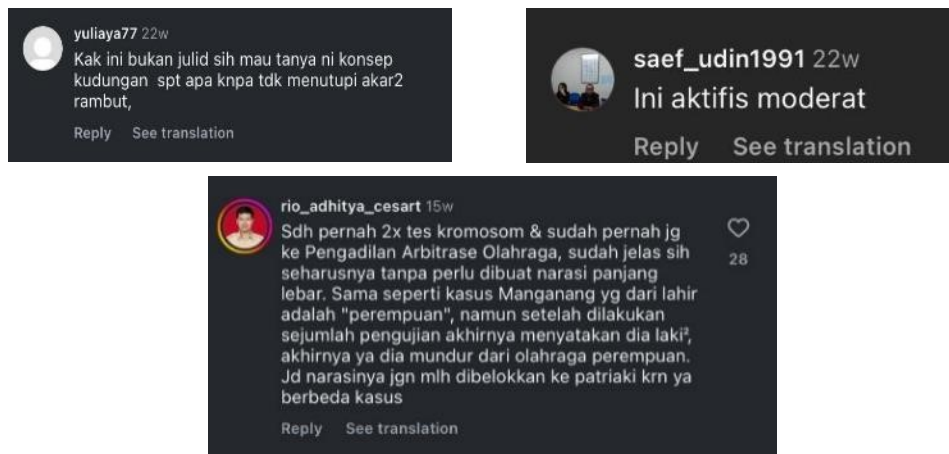 yuliaya77 22w
Kak ini bukan julid sih mau tanya ni konsep
kudungan spt apa knpa tdk menutupi akar2
rambut,
Reply See translation
saef_udin1991 22w
Ini aktifis moderat
Reply See translation
rio_adhitya_cesart 15w
Sdh pernah 2x tes kromosom & sudah pernah jg
ke Pengadilan Arbitrase Olahraga, sudah jelas sih
seharusnya tanpa perlu dibuat narasi panjang
lebar. Sama seperti kasus Manganang yg dari lahir
adalah "perempuan", namun setelah dilakukan
sejumlah pengujian akhirnya menyatakan dia laki²,
akhirnya ya dia mundur dari olahraga perempuan.
Jd narasinya jgn mlh dibelokkan ke patriaki krn ya
berbeda kasus
28
Reply See translation